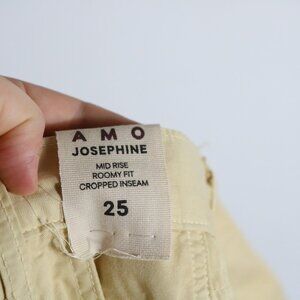 AMO
JOSEPHINE
MID RISE
ROOMY FIT
CROPPED INSEAM
25